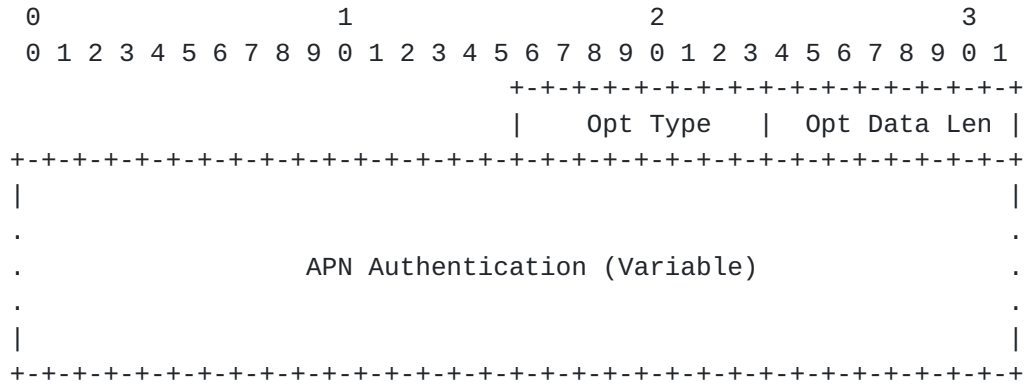 0                   1                   2                   3
 0 1 2 3 4 5 6 7 8 9 0 1 2 3 4 5 6 7 8 9 0 1 2 3 4 5 6 7 8 9 0 1
                                +-+-+-+-+-+-+-+-+-+-+-+-+-+-+-+-+
                                |    Opt Type   |  Opt Data Len |
+-+-+-+-+-+-+-+-+-+-+-+-+-+-+-+-+-+-+-+-+-+-+-+-+-+-+-+-+-+-+-+-+
|                                                               |
.                                                               .
.                  APN Authentication (Variable)                .
.                                                               .
|                                                               |
+-+-+-+-+-+-+-+-+-+-+-+-+-+-+-+-+-+-+-+-+-+-+-+-+-+-+-+-+-+-+-+-+